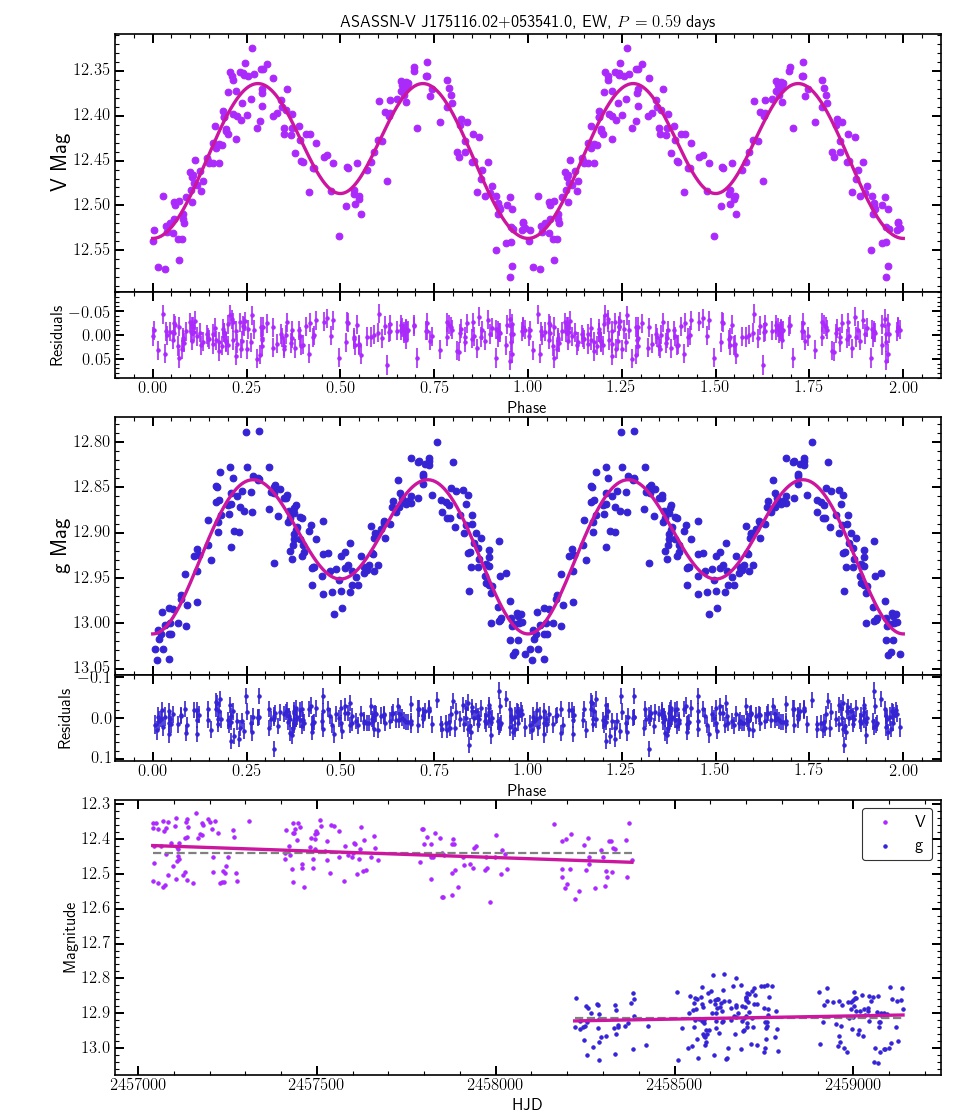 ASASSN-V J175116.02+053541.0, EW, P = 0.59 days
12.35
12.40
12.45
12.50
12.55
V Mag
−0.05
0.00
0.05
Residuals
0.00 0.25 0.50 0.75 1.00 1.25 1.50 1.75 2.00
Phase
12.80
12.85
12.90
12.95
13.00
13.05
g Mag
−0.1
0.0
0.1
Residuals
0.00 0.25 0.50 0.75 1.00 1.25 1.50 1.75 2.00
Phase
12.3
12.4
12.5
12.6
12.7
12.8
12.9
13.0
Magnitude
V
g
2457000 2457500 2458000 2458500 2459000
HJD